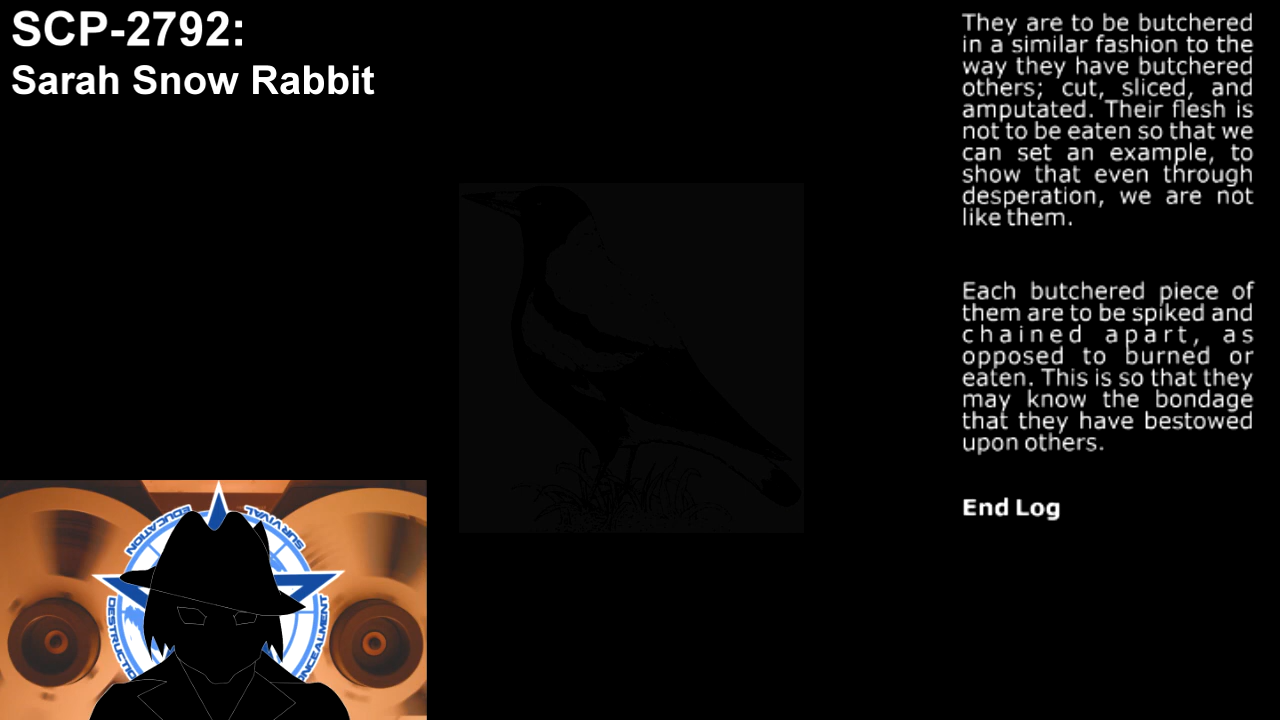 SCP-2792:
Sarah Snow Rabbit
They are to be butchered
in a similar fashion to the
way they have butchered
others; cut, sliced, and
amputated. Their flesh is
not to be eaten so that we
can set an example, to
show that even through
desperation, we are not
like them.
Each butchered piece of
them are to be spiked and
chained apart, as
opposed to burned or
eaten. This is so that they
may know the bondage
that they have bestowed
upon others.
End Log
EDUCATION
SURVIVAL